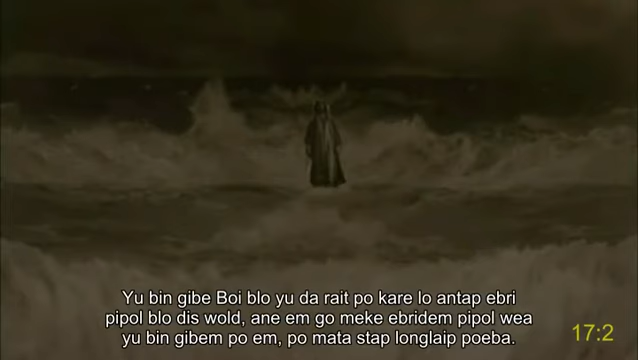 Yu bin gibe Boi blo yu da rait po kare lo antap ebri
pipol blo dis wold, ane em go meke ebridem pipol wea
yu bin gibem po em, po mata stap longlaip poeba.
17:2